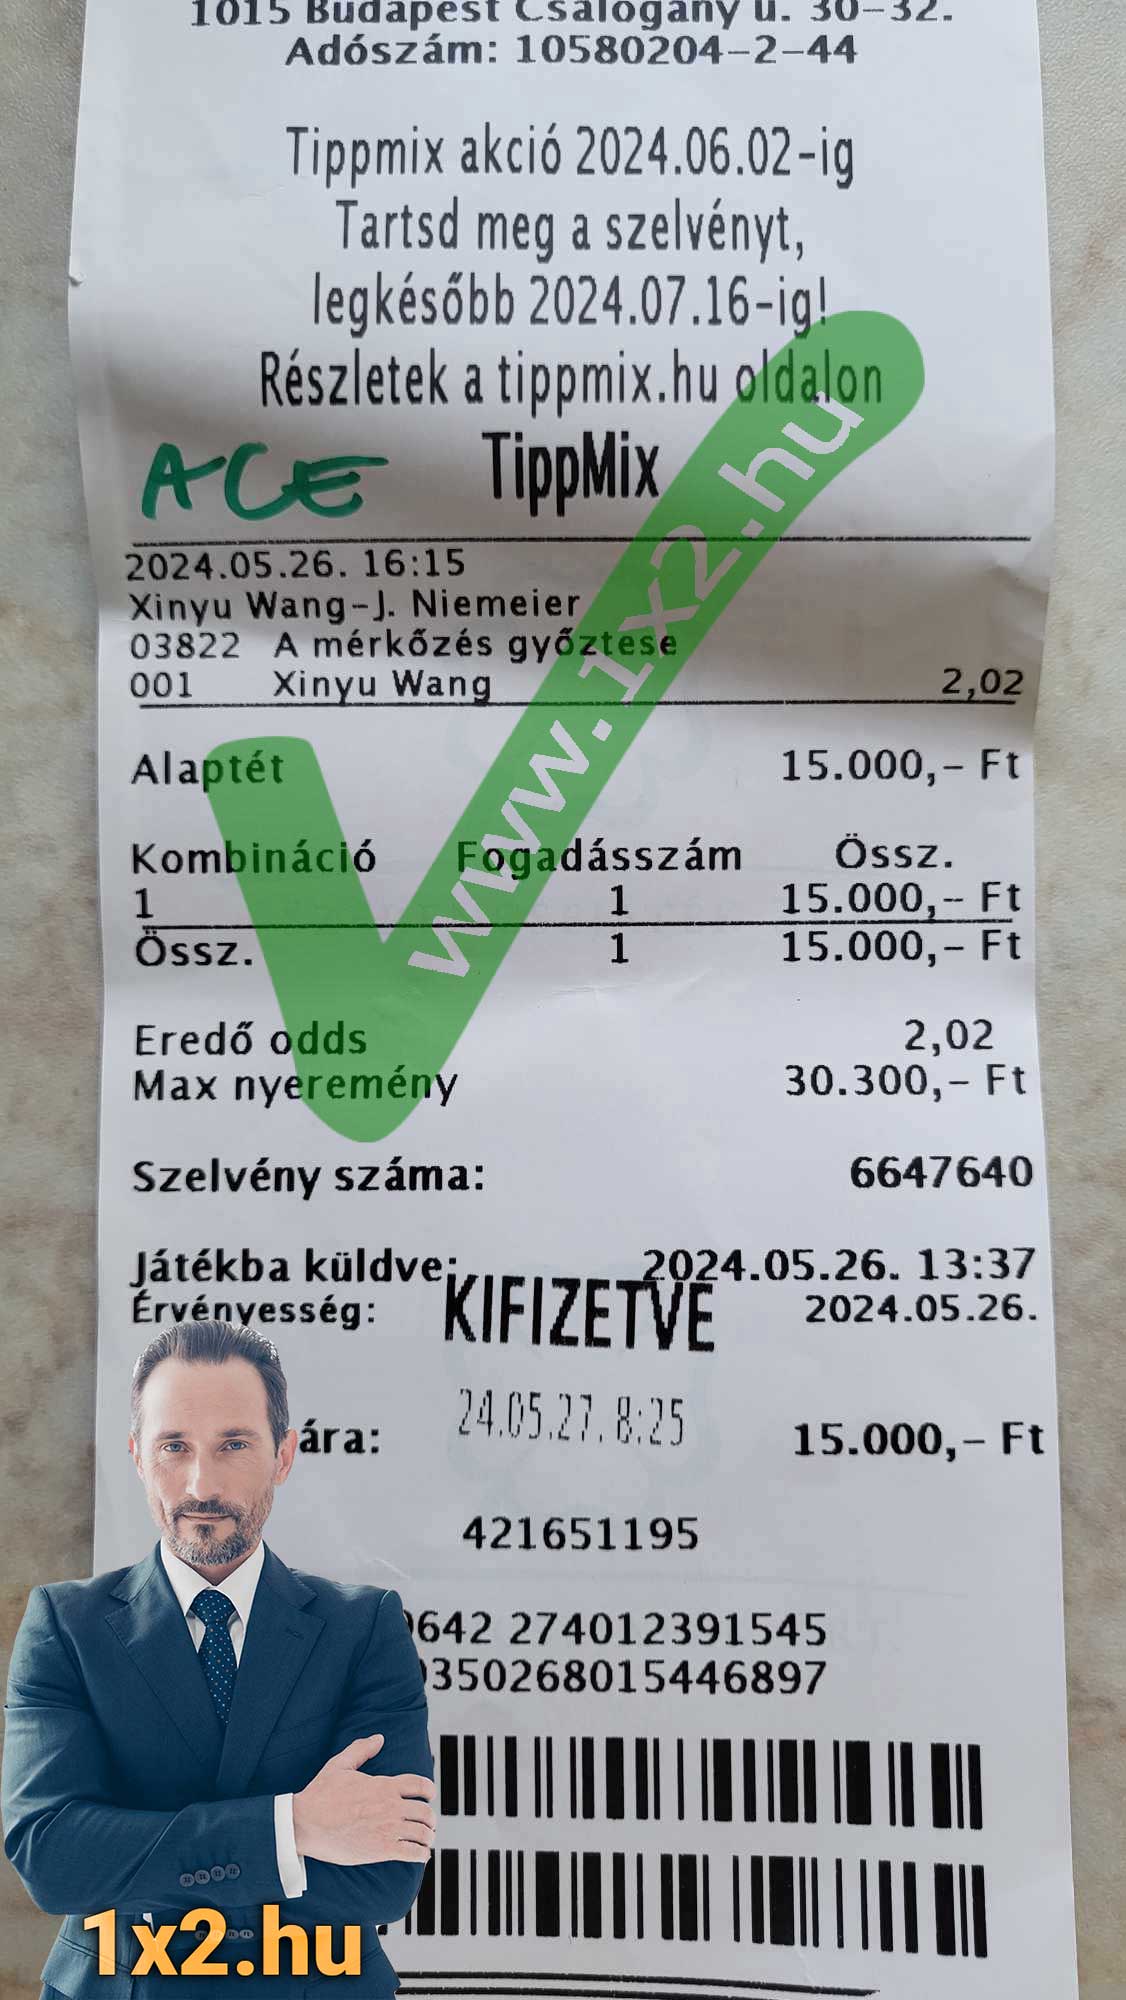 1015 Budapest Csalogány u. 30-32.
Adószám: 10580204-2-44
Tippmix akció 2024.06.02-ig
Tartsd meg a szelvényt,
legkésőbb 2024.07.16-ig!
Részletek a tippmix.hu oldalon
ACE TippMix
2024.05.26. 16:15
Xinyu Wang-J. Niemeier
03822 A mérkőzés győztese
001 Xinyu Wang 2,02
www.1x2.hu
Alaptét 15.000,- Ft
Kombináció Fogadásszám Össz.
1 1 15.000,- Ft
Össz. 1 15.000,- Ft
Eredő odds 2,02
Max nyeremény 30.300,- Ft
Szelvény száma: 6647640
Játékba küldve: 2024.05.26. 13:37
Érvényesség: 2024.05.26.
KIFIZETVE
24.05.27. 8:25
ára: 15.000,- Ft
421651195
642 274012391545
350268015446897
1x2.hu